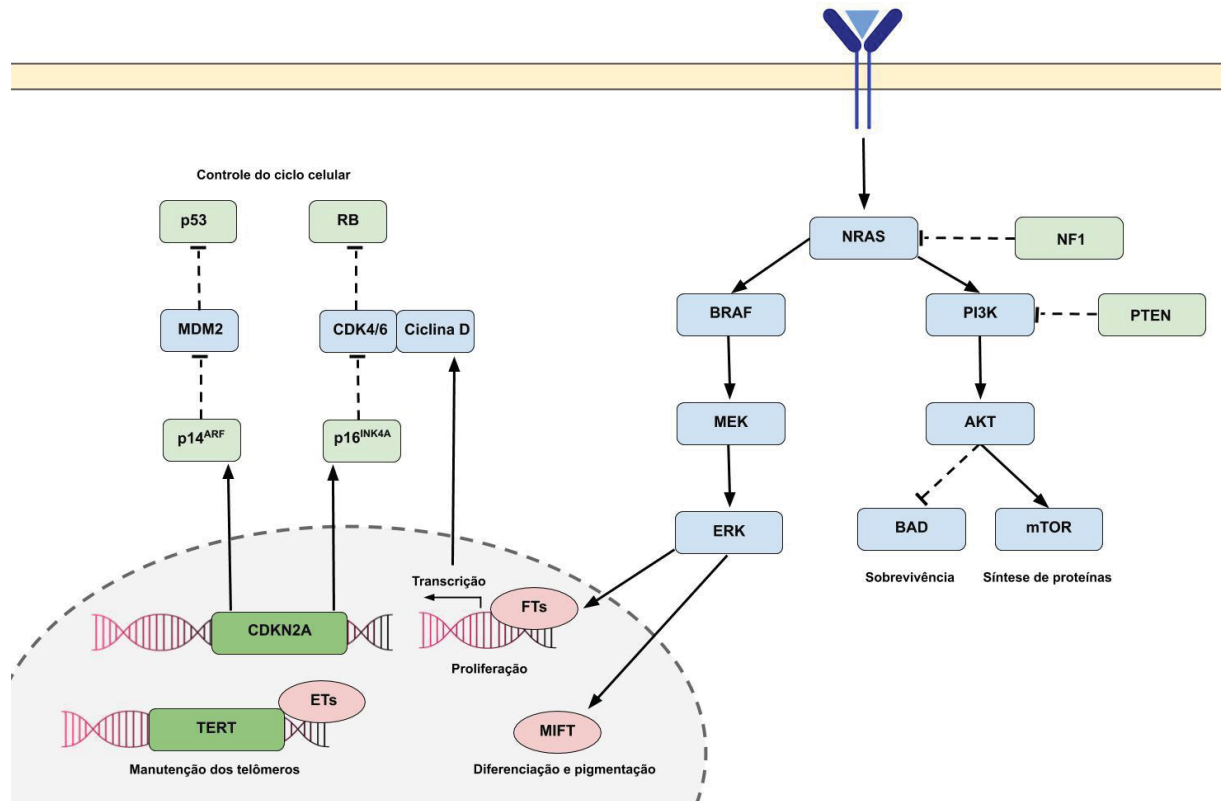 Controle do ciclo celular
p53
RB
NRAS
NF1
MDM2
CDK4/6
Ciclina D
BRAF
PI3K
PTEN
p14ARF
p16INK4A
MEK
AKT
ERK
BAD
mTOR
Sobrevivência
Síntese de proteínas
Transcrição
FTs
CDKN2A
Proliferação
ETs
TERT
MIFT
Manutenção dos telômeros
Diferenciação e pigmentação